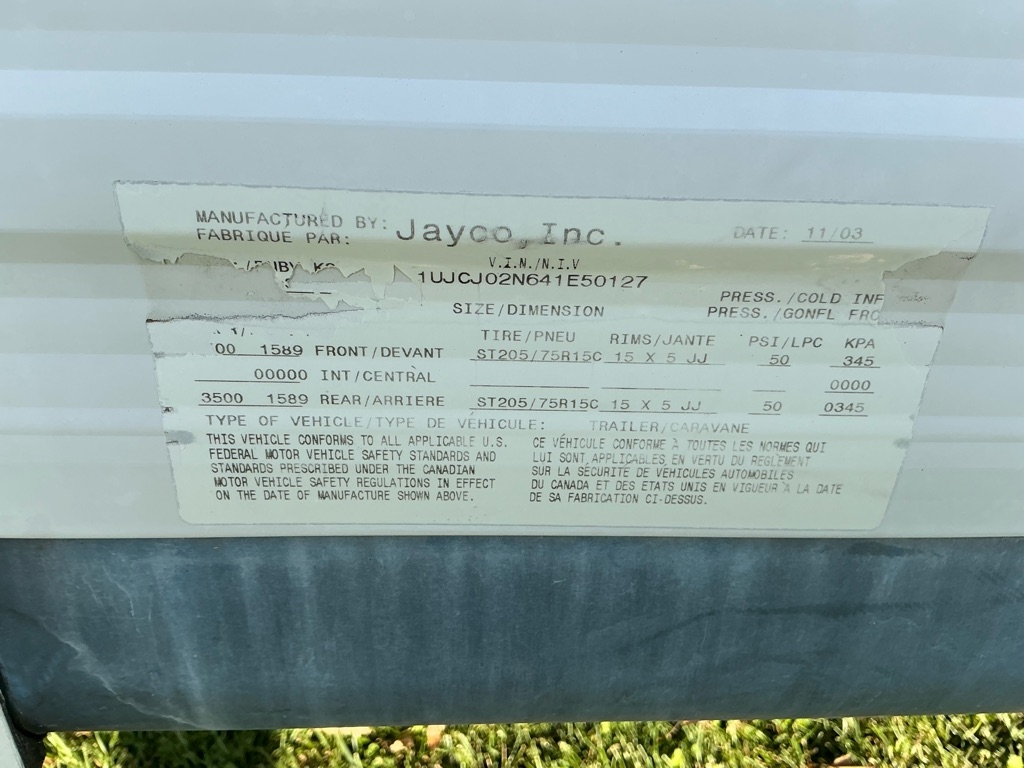 MANUFACTURED BY: Jayco, Inc. DATE: 11/03
FABRIQUE PAR:
V.I.N./N.I.V
1UJCJ02N641E50127
SIZE/DIMENSION PRESS./COLD INF
PRESS./GONFL FRC
TIRE/PNEU RIMS/JANTE PSI/LPC KPA
00 1589 FRONT/DEVANT ST205/75R15C 15 X 5 JJ 50 345
00000 INT/CENTRAL 0000
3500 1589 REAR/ARRIERE ST205/75R15C 15 X 5 JJ 50 0345
TYPE OF VEHICLE/TYPE DE VÉHICULE: TRAILER/CARAVANE
THIS VEHICLE CONFORMS TO ALL APPLICABLE U.S.
FEDERAL MOTOR VEHICLE SAFETY STANDARDS AND
STANDARDS PRESCRIBED UNDER THE CANADIAN
MOTOR VEHICLE SAFETY REGULATIONS IN EFFECT
ON THE DATE OF MANUFACTURE SHOWN ABOVE.
CE VÉHICULE CONFORME À TOUTES LES NORMES QUI
LUI SONT APPLICABLES EN VERTU DU REGLEMENT
SUR LA SÉCURITÉ DE VEHICULES AUTOMOBILES
DU CANADA ET DES ETATS UNIS EN VIGUEUR À LA DATE
DE SA FABRICATION CI-DESSUS.